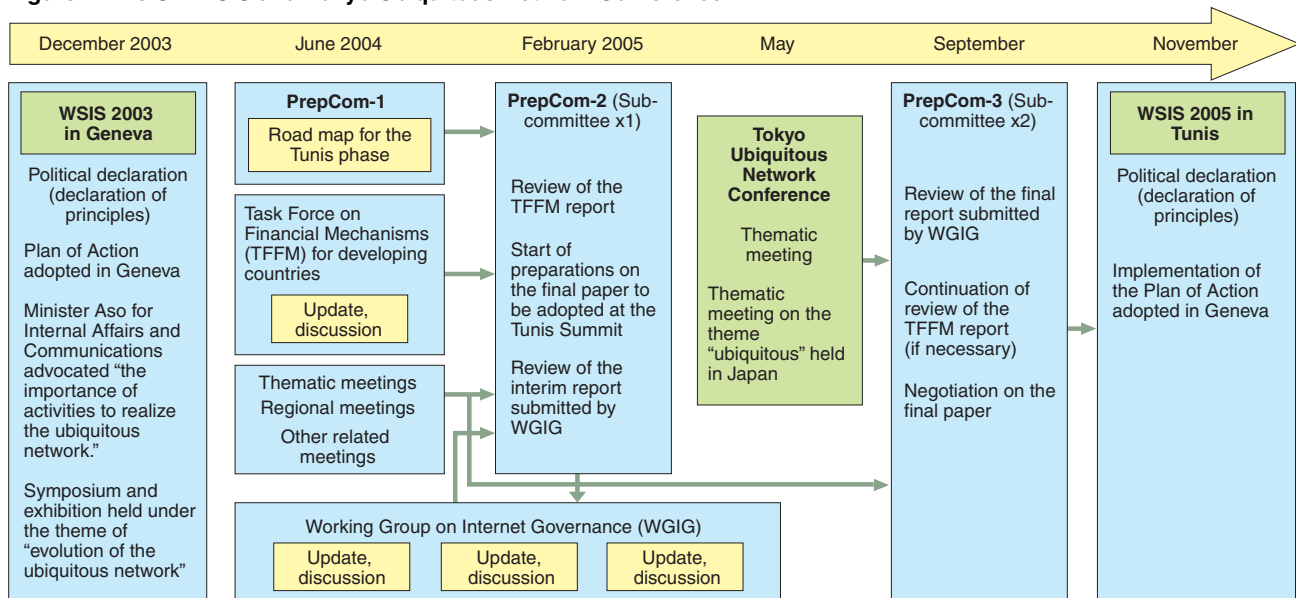 December 2003
June 2004
February 2005
May
September
November
WSIS 2003
in Geneva
Political declaration
(declaration of
principles)
Plan of Action
adopted in Geneva
Minister Aso for
Internal Affairs and
Communications
advocated “the
importance of
activities to realize
the ubiquitous
network.”
Symposium and
exhibition held under
the theme of
“evolution of the
ubiquitous network”
PrepCom-1
Road map for the
Tunis phase
Task Force on
Financial Mechanisms
(TFFM) for developing
countries
Update,
discussion
Thematic meetings
Regional meetings
Other related
meetings
PrepCom-2 (Sub-
committee x1)
Review of the
TFFM report
Start of
preparations on
the final paper to
be adopted at the
Tunis Summit
Review of the
interim report
submitted by
WGIG
Working Group on Internet Governance (WGIG)
Update,
discussion
Update,
discussion
Update,
discussion
Tokyo
Ubiquitous
Network
Conference
Thematic
meeting
Thematic
meeting on the
theme
“ubiquitous” held
in Japan
PrepCom-3 (Sub-
committee x2)
Review of the final
report submitted
by WGIG
Continuation of
review of the
TFFM report
(if necessary)
Negotiation on the
final paper
WSIS 2005 in
Tunis
Political declaration
(declaration of
principles)
Implementation of
the Plan of Action
adopted in Geneva